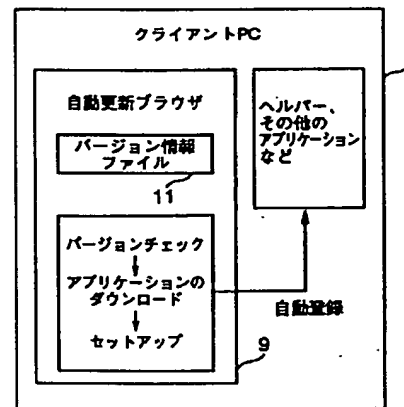 クライアントPC
自動更新ブラウザ
バージョン情報
ファイル
11
バージョンチェック
アプリケーションの
ダウンロード
セットアップ
9
ヘルパー、
その他の
アプリケーション
など
自動登録